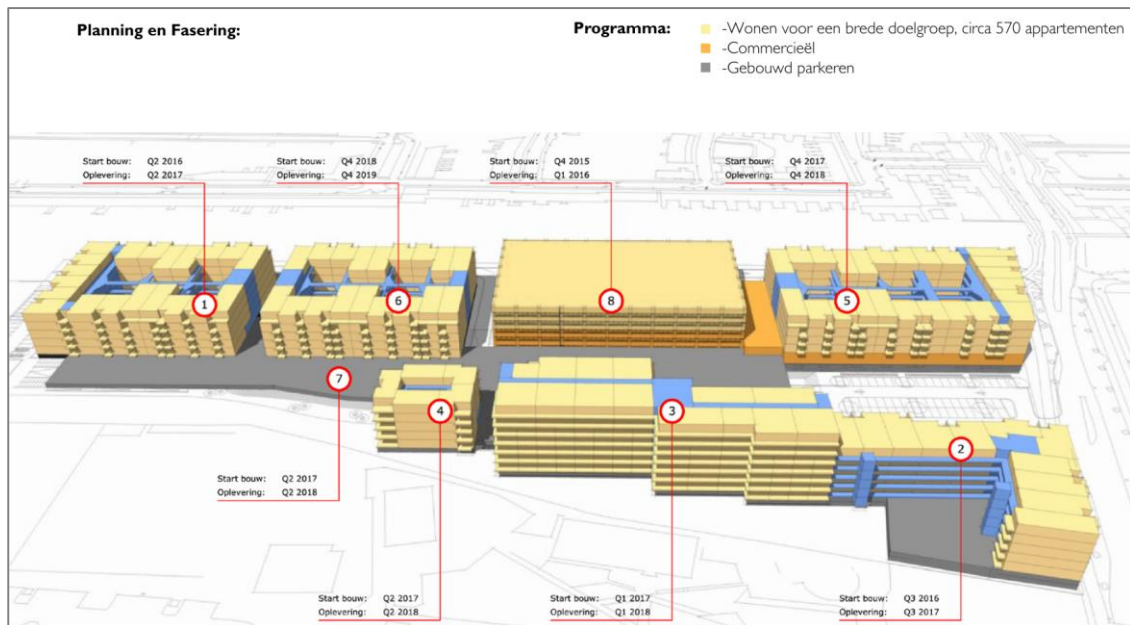 Planning en Fasering:
Programma:
-Wonen voor een brede doelgroep, circa 570 appartementen
-Commercieël
-Gebouwd parkeren
Start bouw: Q2 2016
Oplevering: Q2 2017
Start bouw: Q4 2018
Oplevering: Q4 2019
Start bouw: Q4 2015
Oplevering: Q1 2016
Start bouw: Q4 2017
Oplevering: Q4 2018
1
6
8
5
7
4
3
2
Start bouw: Q2 2017
Oplevering: Q2 2018
Start bouw: Q2 2017
Oplevering: Q2 2018
Start bouw: Q1 2017
Oplevering: Q1 2018
Start bouw: Q3 2016
Oplevering: Q3 2017